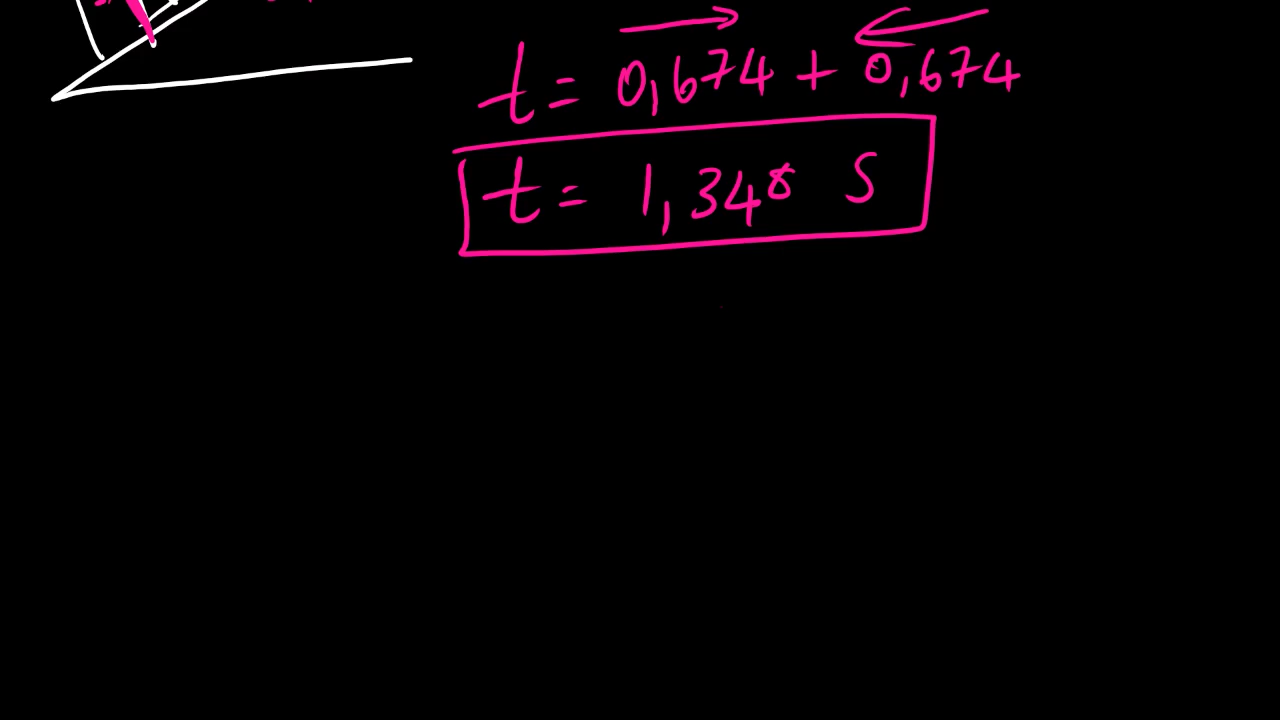 t = 0,674 + 0,674
t = 1,348 S